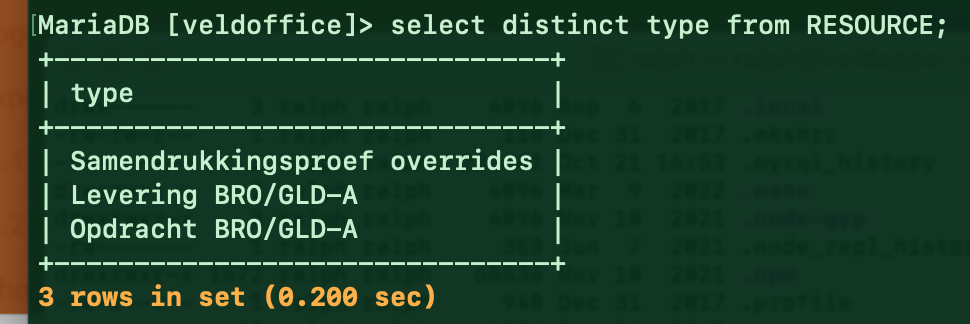 MariaDB [veldoffice]> select distinct type from RESOURCE;
+-------------------------------+
| type                          |
+-------------------------------+
| Samendrukkingsproef overrides |
| Levering BRO/GLD-A            |
| Opdracht BRO/GLD-A            |
+-------------------------------+
3 rows in set (0.200 sec)